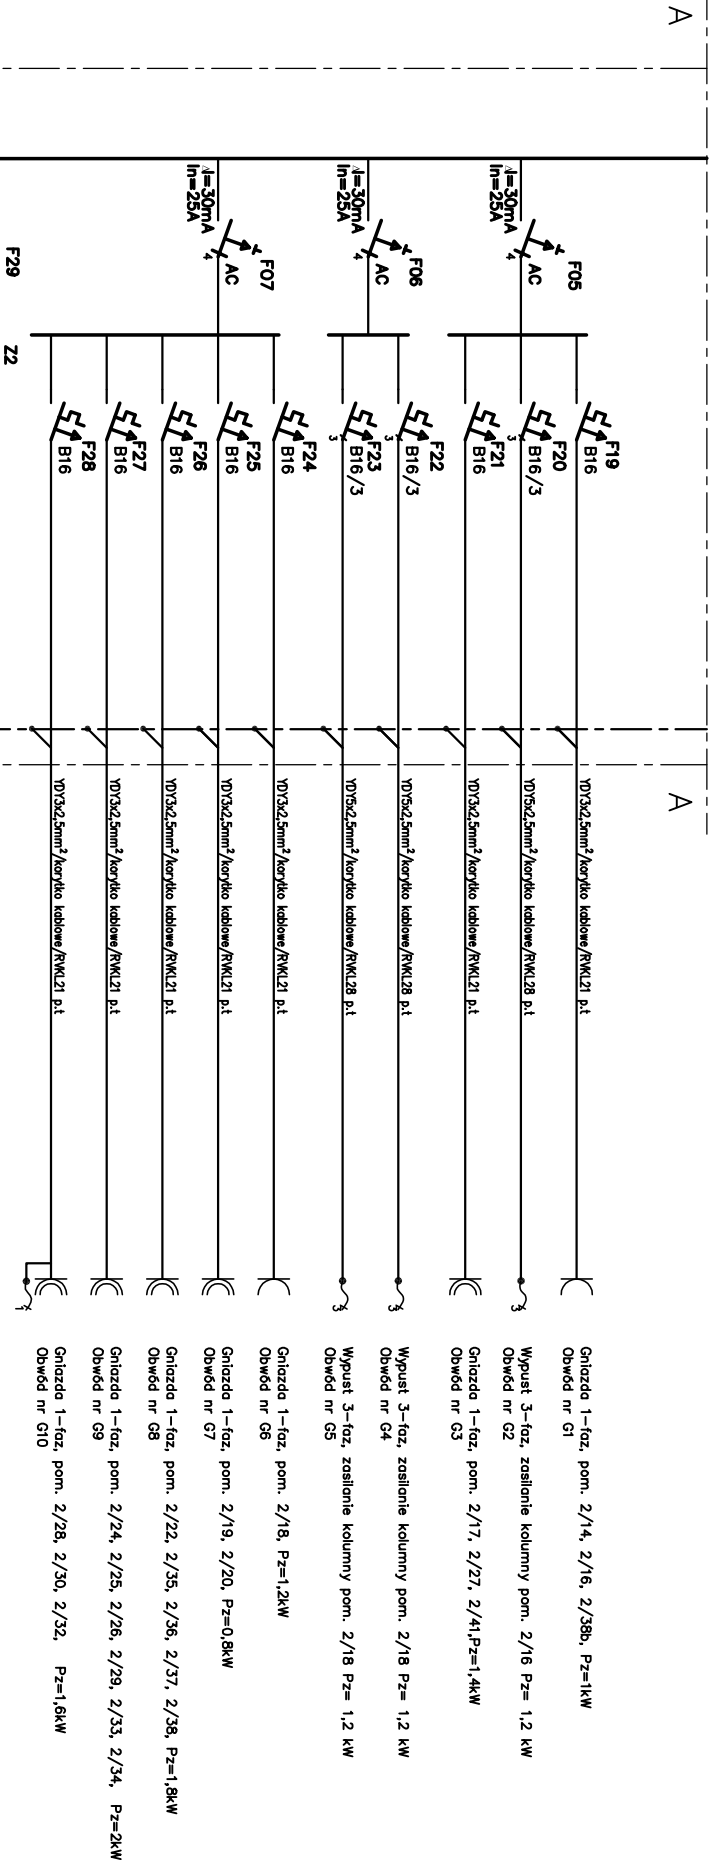 A
A
ΔI=30mA
In=25A
F05
AC
4
F19
B16
YDY3x2,5mm²/korytko kablowe/RVKL21 p.t
Gniazda 1-faz, pom. 2/14, 2/16, 2/38b, Pz=1kW
Obwód nr G1
F20
B16/3
3
YDY5x2,5mm²/korytko kablowe/RVKL28 p.t
3
Wypust 3-faz, zasilanie kolumny pom. 2/16 Pz= 1,2 kW
Obwód nr G2
F21
B16
YDY3x2,5mm²/korytko kablowe/RVKL21 p.t
Gniazda 1-faz, pom. 2/17, 2/27, 2/41,Pz=1,4kW
Obwód nr G3
ΔI=30mA
In=25A
F06
AC
4
F22
B16/3
3
YDY5x2,5mm²/korytko kablowe/RVKL28 p.t
3
Wypust 3-faz, zasilanie kolumny pom. 2/18 Pz= 1,2 kW
Obwód nr G4
F23
B16/3
3
YDY5x2,5mm²/korytko kablowe/RVKL28 p.t
3
Wypust 3-faz, zasilanie kolumny pom. 2/18 Pz= 1,2 kW
Obwód nr G5
ΔI=30mA
In=25A
F07
AC
4
F24
B16
YDY3x2,5mm²/korytko kablowe/RVKL21 p.t
Gniazda 1-faz, pom. 2/18, Pz=1,2kW
Obwód nr G6
F25
B16
YDY3x2,5mm²/korytko kablowe/RVKL21 p.t
Gniazda 1-faz, pom. 2/19, 2/20, Pz=0,8kW
Obwód nr G7
F26
B16
YDY3x2,5mm²/korytko kablowe/RVKL21 p.t
Gniazda 1-faz, pom. 2/22, 2/35, 2/36, 2/37, 2/38, Pz=1,8kW
Obwód nr G8
F27
B16
YDY3x2,5mm²/korytko kablowe/RVKL21 p.t
Gniazda 1-faz, pom. 2/24, 2/25, 2/26, 2/29, 2/33, 2/34, Pz=2kW
Obwód nr G9
F28
B16
YDY3x2,5mm²/korytko kablowe/RVKL21 p.t
1
Gniazda 1-faz, pom. 2/28, 2/30, 2/32, Pz=1,6kW
Obwód nr G10
F29
Z2